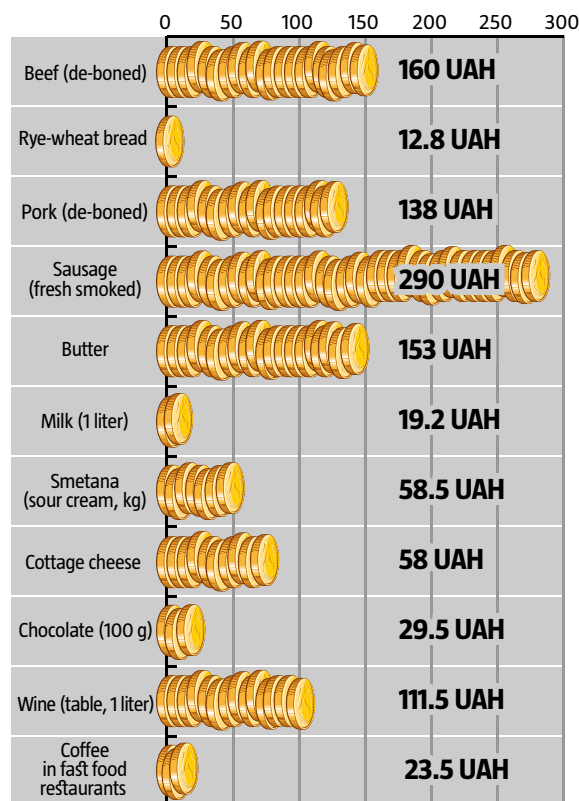 0 50 100 150 200 250 300
Beef (de-boned) 160 UAH
Rye-wheat bread 12.8 UAH
Pork (de-boned) 138 UAH
Sausage
(fresh smoked) 290 UAH
Butter 153 UAH
Milk (1 liter) 19.2 UAH
Smetana
(sour cream, kg) 58.5 UAH
Cottage cheese 58 UAH
Chocolate (100 g) 29.5 UAH
Wine (table, 1 liter) 111.5 UAH
Coffee
in fast food
restaurants 23.5 UAH